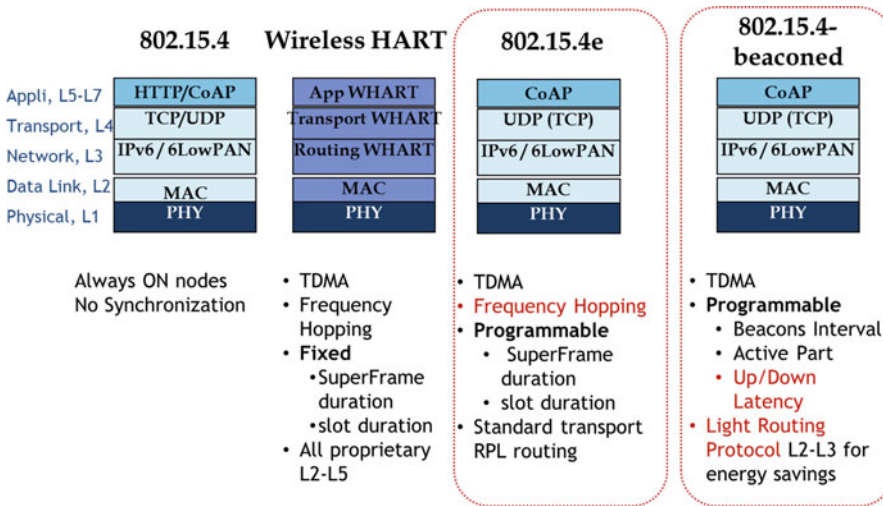 802.15.4
Wireless HART
802.15.4e
802.15.4-
beaconed
Appli, L5-L7
Transport, L4
Network, L3
Data Link, L2
Physical, L1
HTTP/CoAP
TCP/UDP
IPv6/6LowPAN
MAC
PHY
App WHART
Transport WHART
Routing WHART
MAC
PHY
CoAP
UDP (TCP)
IPv6/6LowPAN
MAC
PHY
CoAP
UDP (TCP)
IPv6/6LowPAN
MAC
PHY
Always ON nodes
No Synchronization
• TDMA
• Frequency
Hopping
• Fixed
•SuperFrame
duration
•slot duration
• All proprietary
L2-L5
• TDMA
• Frequency Hopping
• Programmable
• SuperFrame
duration
• slot duration
• Standard transport
RPL routing
• TDMA
• Programmable
• Beacons Interval
• Active Part
• Up/Down
Latency
• Light Routing
Protocol L2-L3 for
energy savings